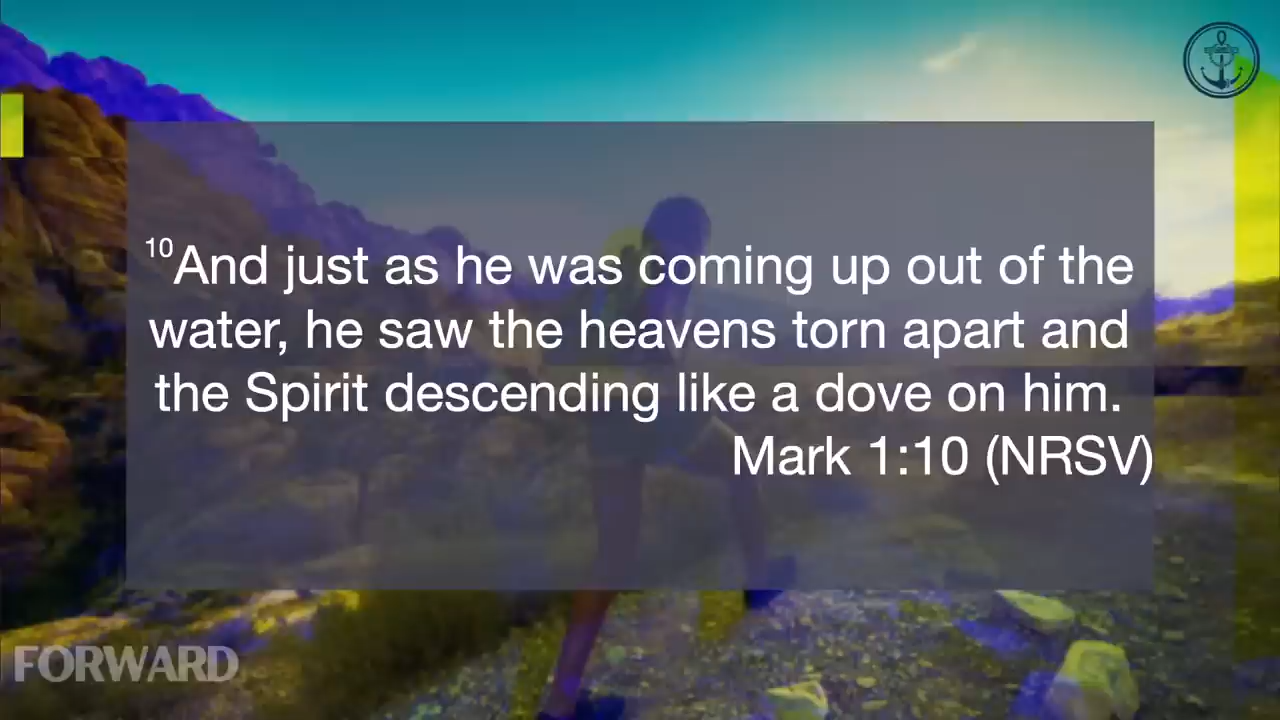 ¹⁰And just as he was coming up out of the
water, he saw the heavens torn apart and
the Spirit descending like a dove on him.
Mark 1:10 (NRSV)
FORWARD